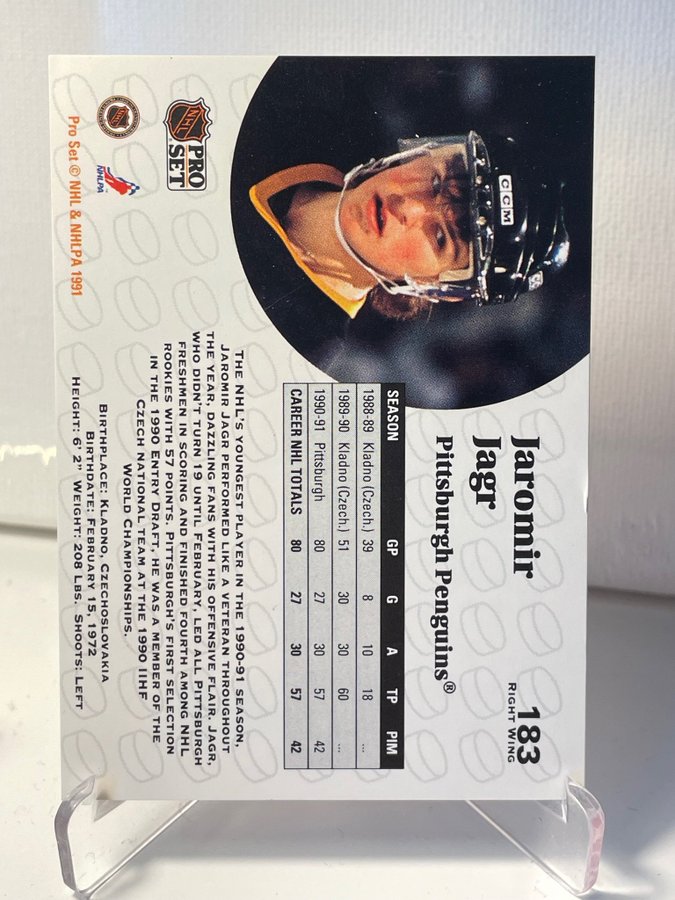 CCM
Jaromir
Jagr
Pittsburgh Penguins®
183
RIGHT WING
SEASON GP G A TP PIM
1988-89 Kladno (Czech.) 39 8 10 18 ...
1989-90 Kladno (Czech.) 51 30 30 60 ...
1990-91 Pittsburgh 80 27 30 57 42
CAREER NHL TOTALS 80 27 30 57 42
THE NHL'S YOUNGEST PLAYER IN THE 1990-91 SEASON,
JAROMIR JAGR PERFORMED LIKE A VETERAN THROUGHOUT
THE YEAR, DAZZLING FANS WITH HIS OFFENSIVE FLAIR. JAGR,
WHO DIDN'T TURN 19 UNTIL FEBRUARY, LED ALL PITTSBURGH
FRESHMEN IN SCORING AND FINISHED FOURTH AMONG NHL
ROOKIES WITH 57 POINTS. PITTSBURGH'S FIRST SELECTION
IN THE 1990 ENTRY DRAFT, HE WAS A MEMBER OF THE
CZECH NATIONAL TEAM AT THE 1990 IIHF
WORLD CHAMPIONSHIPS.
BIRTHPLACE: KLADNO, CZECHOSLOVAKIA
BIRTHDATE: FEBRUARY 15, 1972
HEIGHT: 6' 2" WEIGHT: 208 LBS. SHOOTS: LEFT
NHL
PRO
SET
NHL
NHLPA
Pro Set © NHL & NHLPA 1991